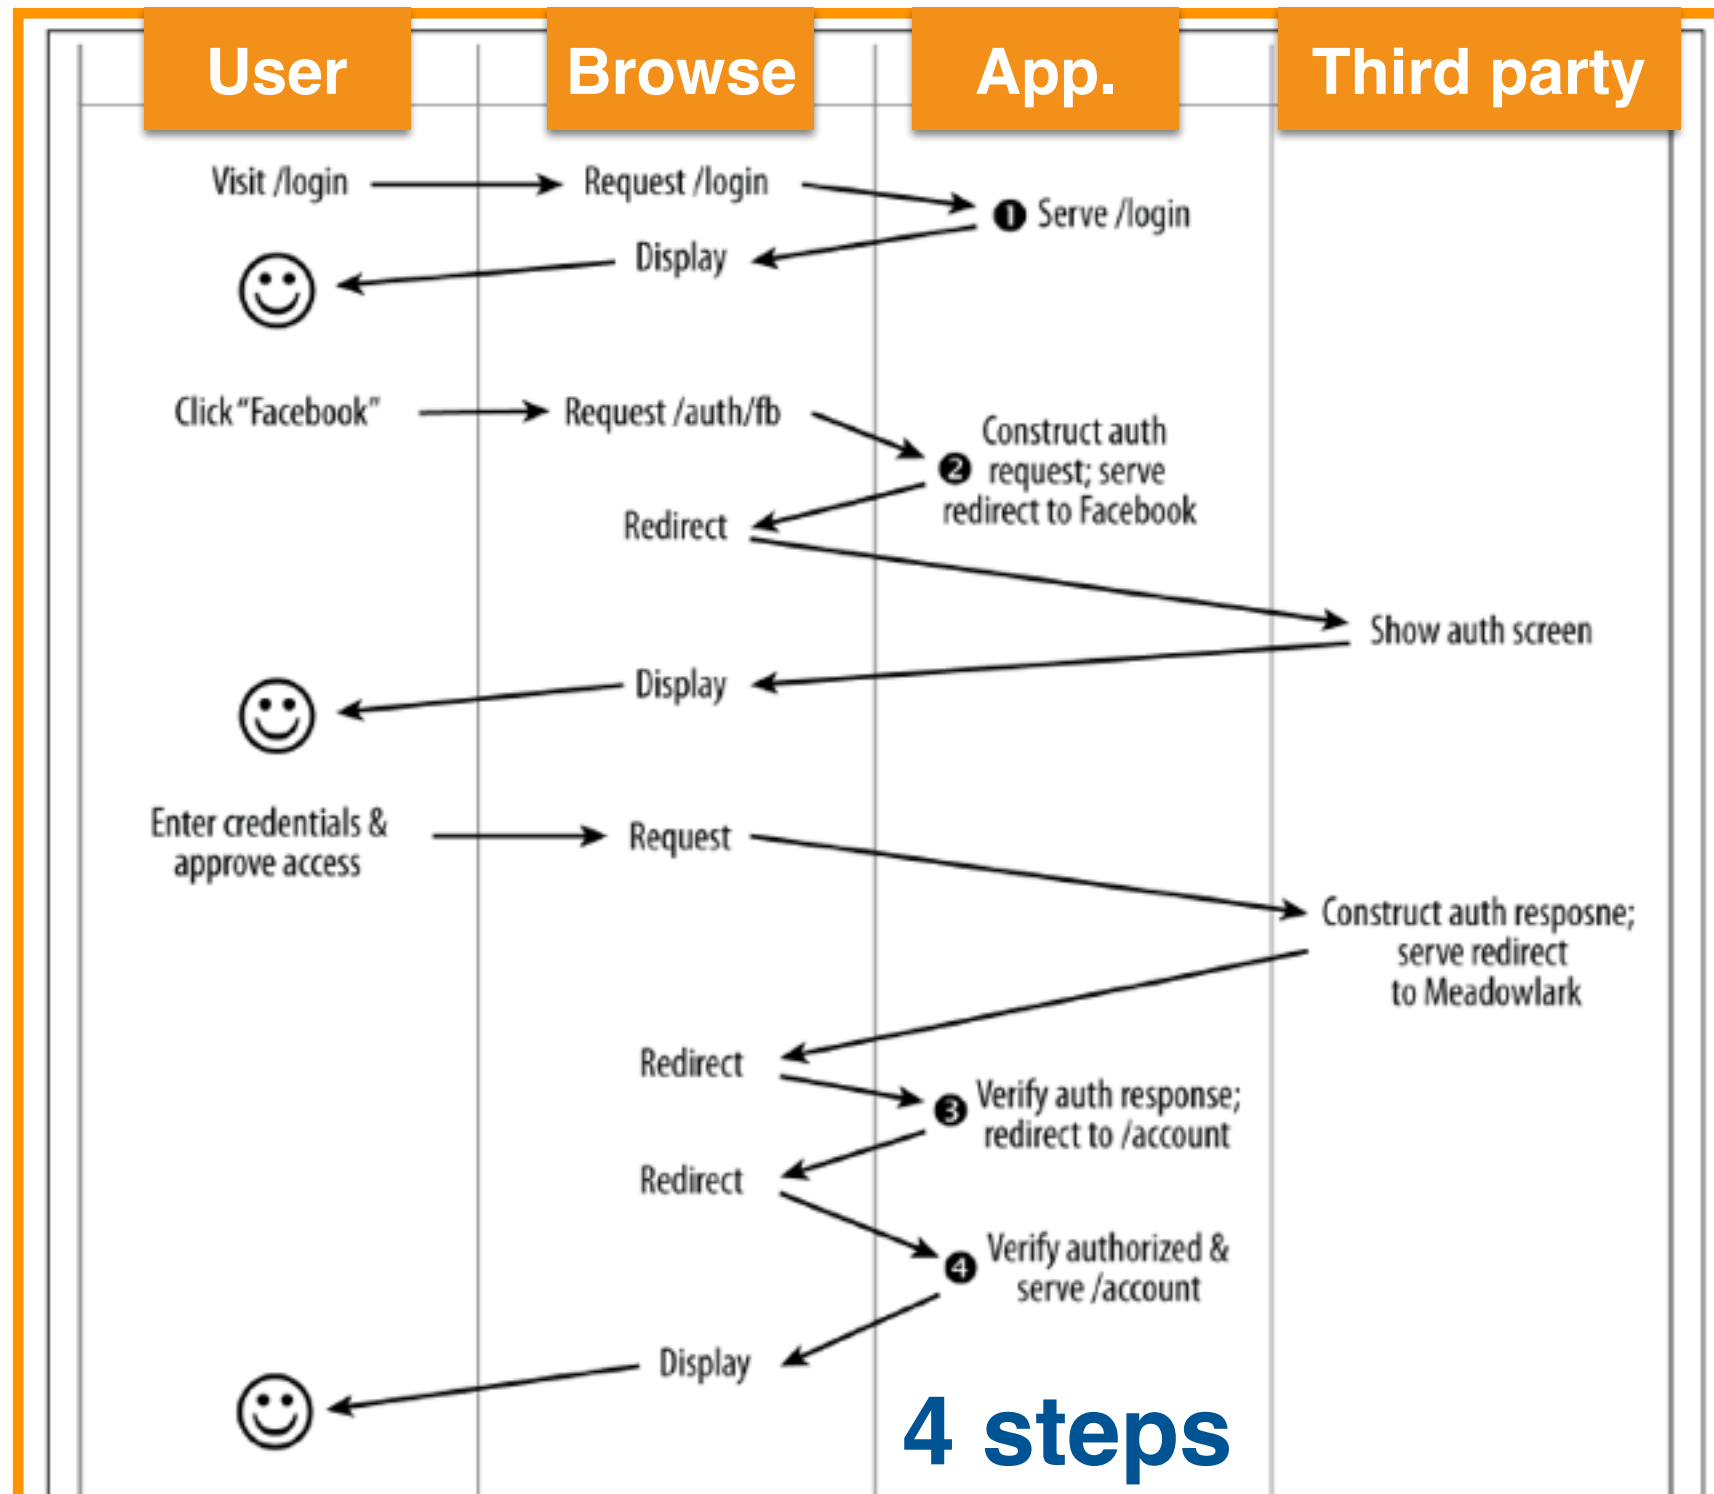 User
Browse
App.
Third party
Visit /login
Request /login
❶ Serve /login
Display
Click “Facebook”
Request /auth/fb
Construct auth
❷ request; serve
redirect to Facebook
Redirect
Show auth screen
Display
Enter credentials &
approve access
Request
Construct auth resposne;
serve redirect
to Meadowlark
Redirect
❸ Verify auth response;
redirect to /account
Redirect
❹ Verify authorized &
serve /account
Display
4 steps